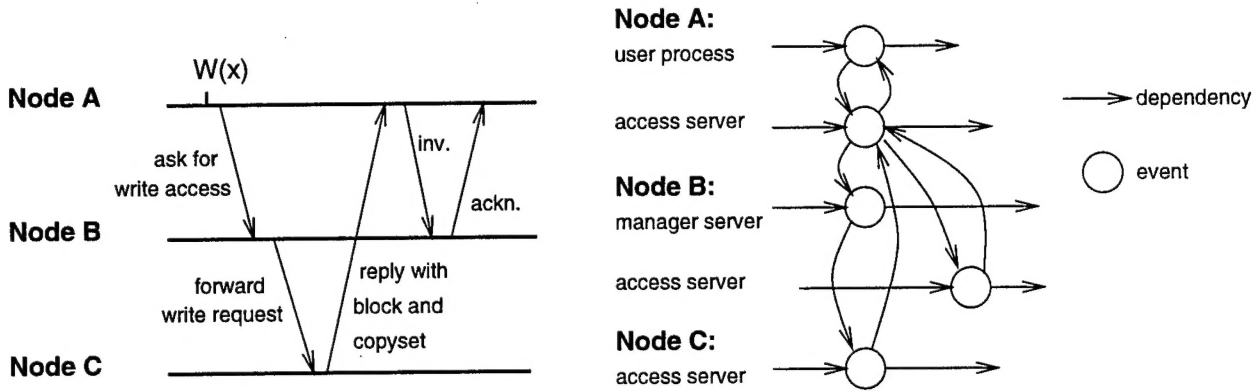 W(x)
Node A
ask for
write access
inv.
ackn.
Node B
forward
write request
reply with
block and
copyset
Node C
Node A:
user process
access server
Node B:
manager server
access server
Node C:
access server
dependency
event